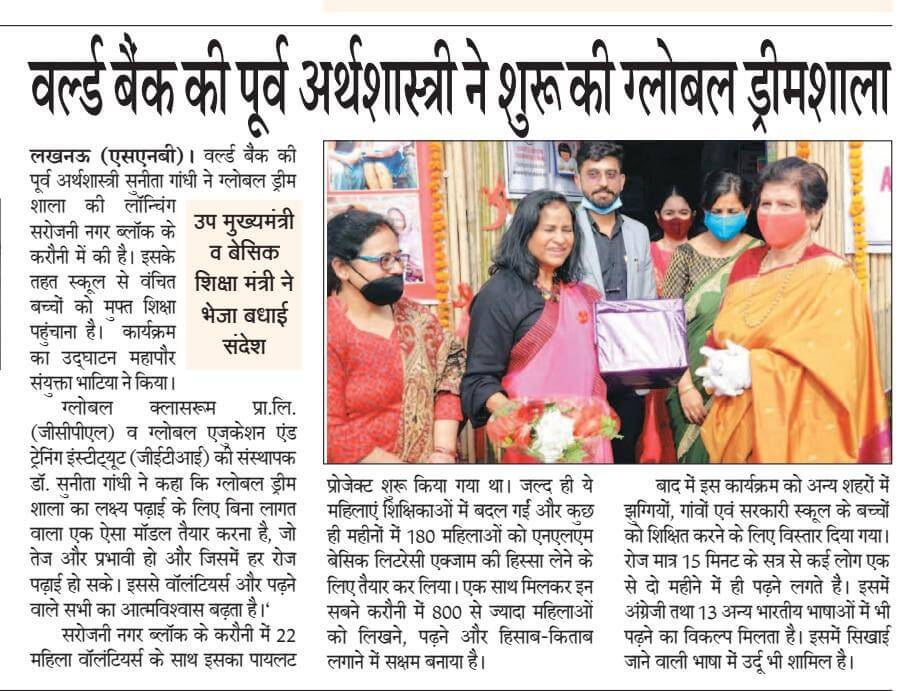 वर्ल्ड बैंक की पूर्व अर्थशास्त्री ने शुरू की ग्लोबल ड्रीमशाला
लखनऊ (एसएनबी)। वर्ल्ड बैंक की
पूर्व अर्थशास्त्री सुनीता गांधी ने ग्लोबल ड्रीम
शाला की लॉन्चिंग
सरोजनी नगर ब्लॉक के
करौनी में की है। इसके
तहत स्कूल से वंचित
बच्चों को मुफ्त शिक्षा
पहुंचाना है। कार्यक्रम
का उद्घाटन महापौर
संयुक्ता भाटिया ने किया।
उप मुख्यमंत्री
व बेसिक
शिक्षा मंत्री ने
भेजा बधाई
संदेश
ग्लोबल क्लासरूम प्रा.लि.
(जीसीपीएल) व ग्लोबल एजुकेशन एंड
ट्रेनिंग इंस्टीट्यूट (जीईटीआई) की संस्थापक
डॉ. सुनीता गांधी ने कहा कि ग्लोबल ड्रीम
शाला का लक्ष्य पढ़ाई के लिए बिना लागत
वाला एक ऐसा मॉडल तैयार करना है, जो
तेज और प्रभावी हो और जिसमें हर रोज
पढ़ाई हो सके। इससे वॉलंटियर्स और पढ़ने
वाले सभी का आत्मविश्वास बढ़ता है।‘
सरोजनी नगर ब्लॉक के करौनी में 22
महिला वॉलंटियर्स के साथ इसका पायलट
प्रोजेक्ट शुरू किया गया था। जल्द ही ये
महिलाएं शिक्षिकाओं में बदल गईं और कुछ
ही महीनों में 180 महिलाओं को एनएलएम
बेसिक लिटरेसी एक्जाम की हिस्सा लेने के
लिए तैयार कर लिया। एक साथ मिलकर इन
सबने करौनी में 800 से ज्यादा महिलाओं
को लिखने, पढ़ने और हिसाब-किताब
लगाने में सक्षम बनाया है।
बाद में इस कार्यक्रम को अन्य शहरों में
झुग्गियों, गांवों एवं सरकारी स्कूल के बच्चों
को शिक्षित करने के लिए विस्तार दिया गया।
रोज मात्र 15 मिनट के सत्र से कई लोग एक
से दो महीने में ही पढ़ने लगते है। इसमें
अंग्रेजी तथा 13 अन्य भारतीय भाषाओं में भी
पढ़ने का विकल्प मिलता है। इसमें सिखाई
जाने वाली भाषा में उर्दू भी शामिल है।